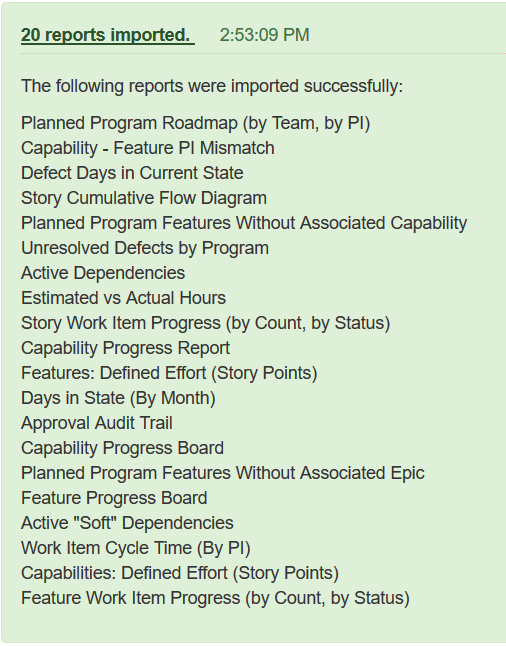 20 reports imported. 2:53:09 PM
The following reports were imported successfully:
Planned Program Roadmap (by Team, by PI)
Capability - Feature PI Mismatch
Defect Days in Current State
Story Cumulative Flow Diagram
Planned Program Features Without Associated Capability
Unresolved Defects by Program
Active Dependencies
Estimated vs Actual Hours
Story Work Item Progress (by Count, by Status)
Capability Progress Report
Features: Defined Effort (Story Points)
Days in State (By Month)
Approval Audit Trail
Capability Progress Board
Planned Program Features Without Associated Epic
Feature Progress Board
Active "Soft" Dependencies
Work Item Cycle Time (By PI)
Capabilities: Defined Effort (Story Points)
Feature Work Item Progress (by Count, by Status)